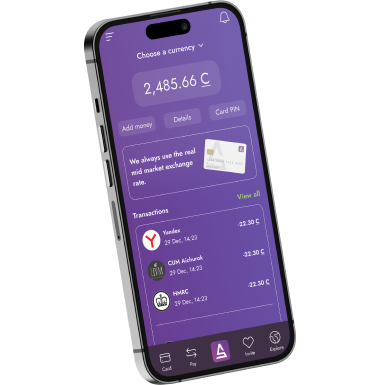 Choose a currency
2,485.66 C
Add money
Details
Card PIN
We always use the real
mid market exchange
rate.
View all
Transactions
Yandex
29 Dec, 14:23
-22.30 C
CUM Aichurok
29 Dec, 14:23
-22.30 C
HMRC
29 Dec, 14:23
-22.30 C
Card
Pay
Invite
Explore